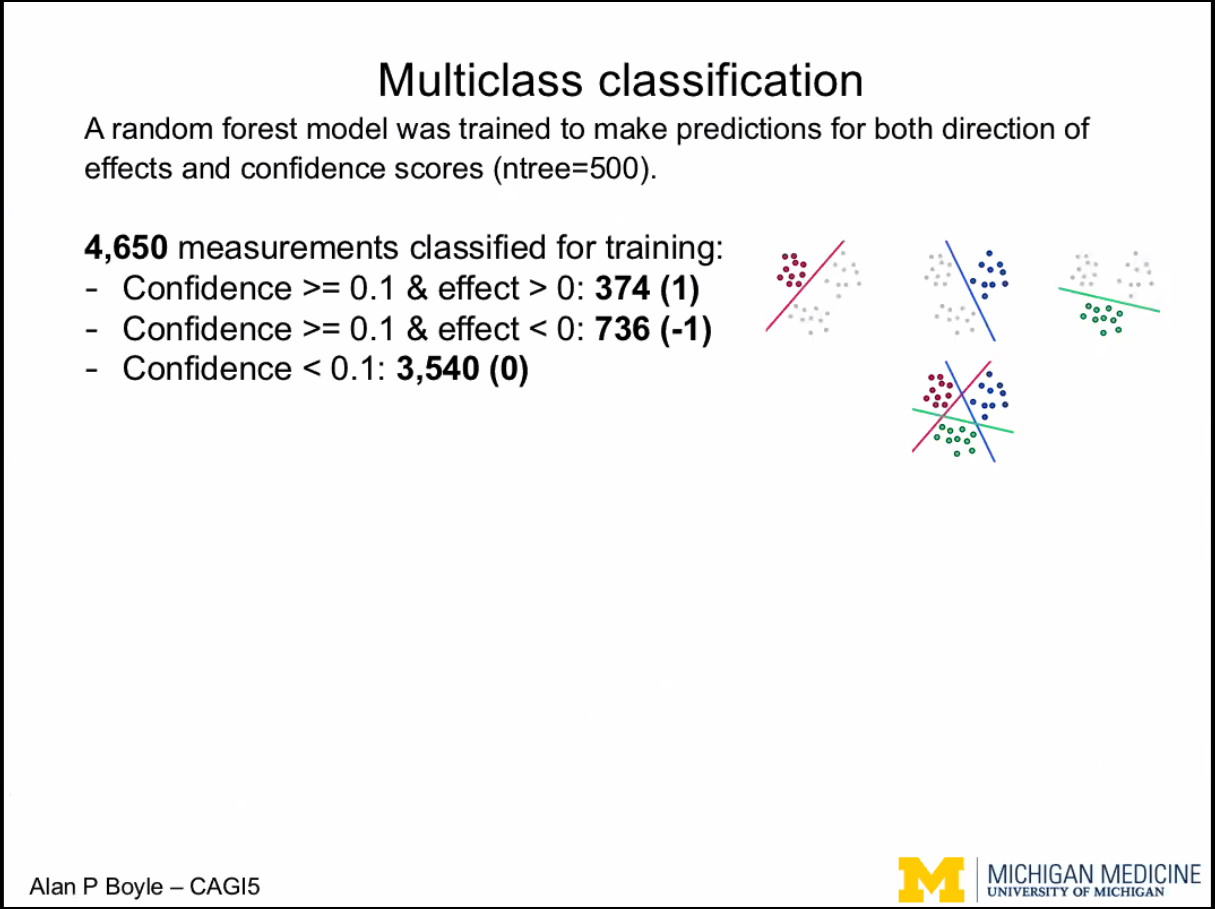 Multiclass classification
A random forest model was trained to make predictions for both direction of
effects and confidence scores (ntree=500).
4,650 measurements classified for training:
- Confidence >= 0.1 & effect > 0: 374 (1)
- Confidence >= 0.1 & effect < 0: 736 (-1)
- Confidence < 0.1: 3,540 (0)
Alan P Boyle – CAGI5
M
MICHIGAN MEDICINE
UNIVERSITY OF MICHIGAN